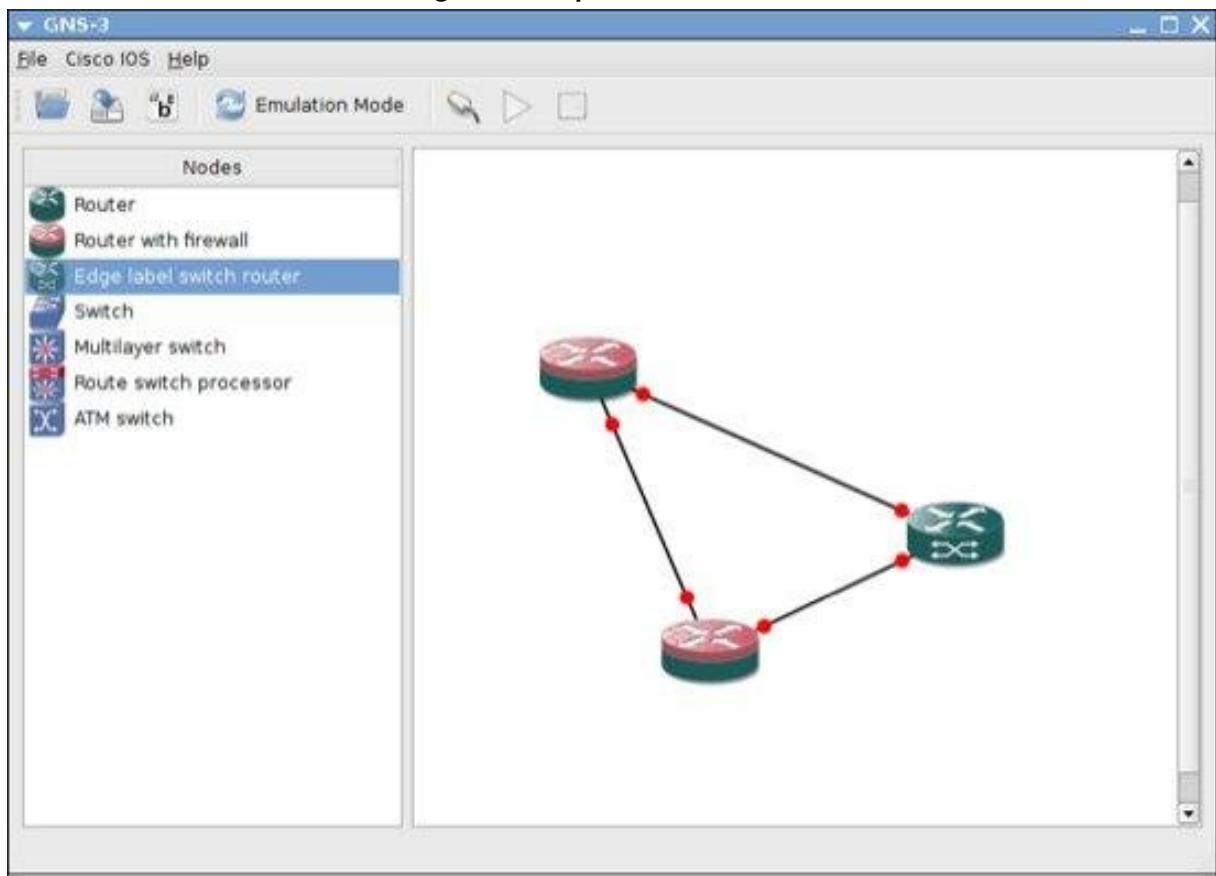 GNS-3
File Cisco IOS Help
"b" Emulation Mode
Nodes
Router
Router with firewall
Edge label switch router
Switch
Multilayer switch
Route switch processor
ATM switch